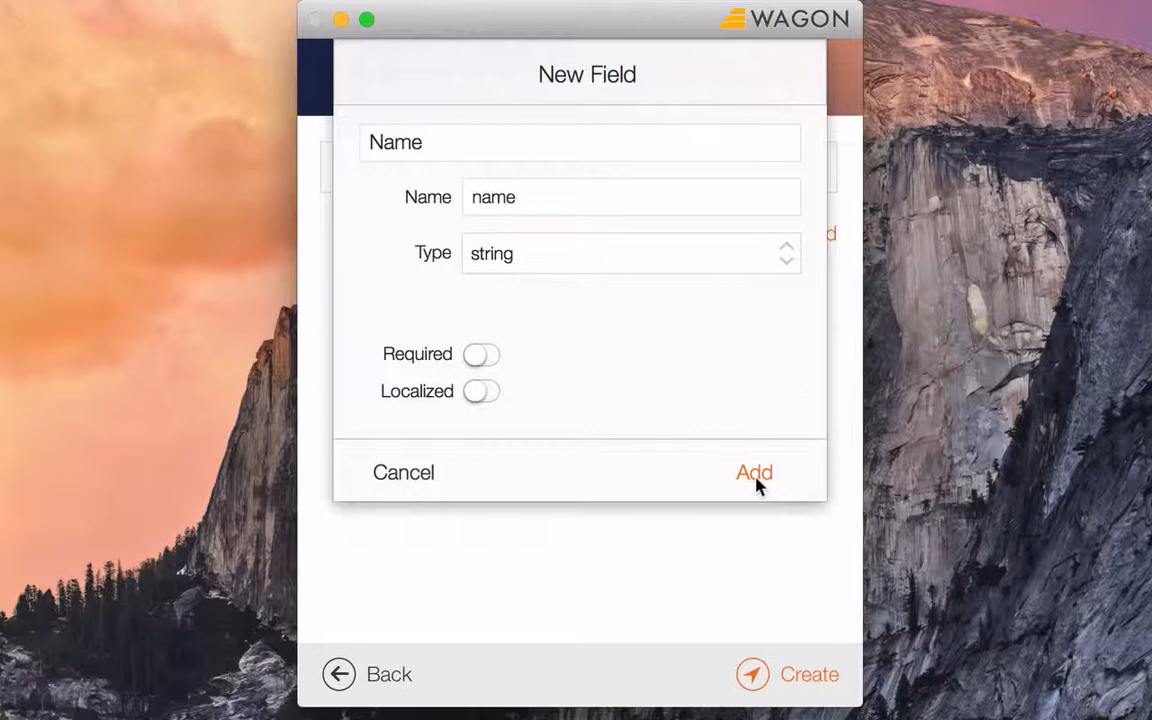 WAGON
New Field
Name
Name name
Type string
d
Required
Localized
Cancel Add
Back Create